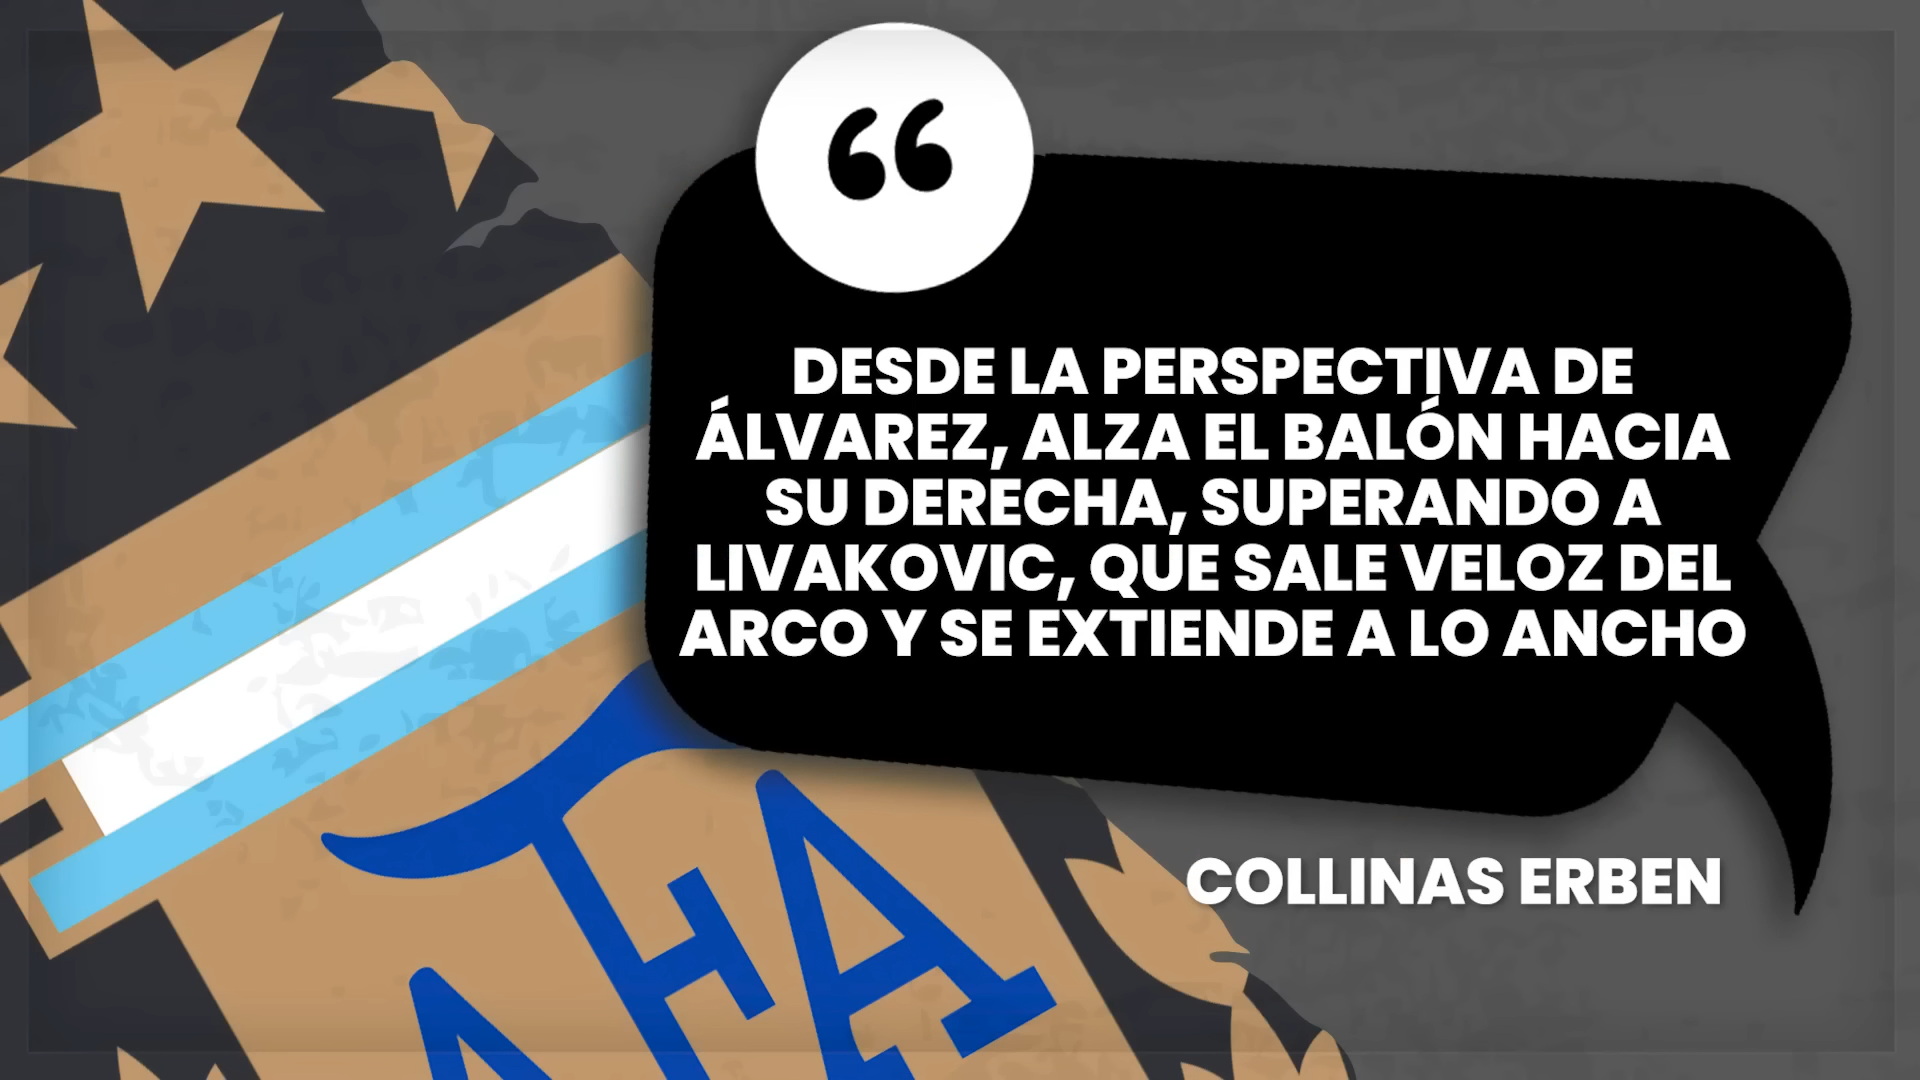 “
DESDE LA PERSPECTIVA DE
ÁLVAREZ, ALZA EL BALÓN HACIA
SU DERECHA, SUPERANDO A
LIVAKOVIC, QUE SALE VELOZ DEL
ARCO Y SE EXTIENDE A LO ANCHO
COLLINAS ERBEN
AFA